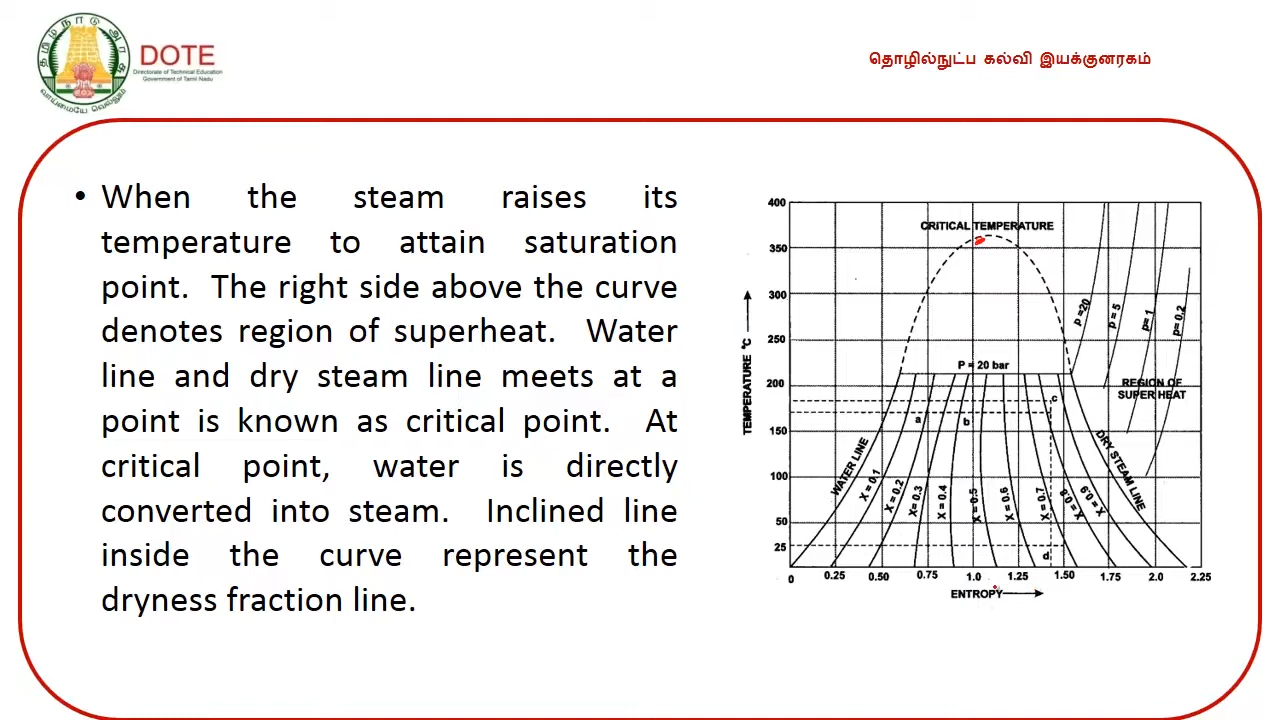 தமிழ்நாடு அரசு
வாய்மையே வெல்லும்
DOTE
Directorate of Technical Education
Government of Tamil Nadu
தொழில்நுட்ப கல்வி இயக்குனரகம்
• When the steam raises its
temperature to attain saturation
point. The right side above the curve
denotes region of superheat. Water
line and dry steam line meets at a
point is known as critical point. At
critical point, water is directly
converted into steam. Inclined line
inside the curve represent the
dryness fraction line.
400
350
300
250
200
150
100
50
25
TEMPERATURE °C
CRITICAL TEMPERATURE
P = 20 bar
p =20
p = 5
p= 1
p= 0.2
REGION OF
SUPER HEAT
c
a
b
d
WATER LINE
DRY STEAM LINE
X = 0.1
X = 0.2
X= 0.3
X = 0.4
X = 0.5
X = 0.6
X = 0.7
X = 0.8
X = 0.9
0
0.25
0.50
0.75
1.0
1.25
1.50
1.75
2.0
2.25
ENTROPY